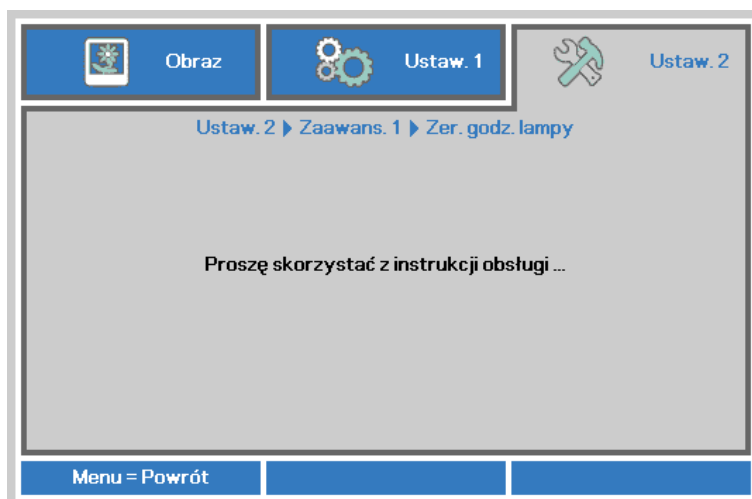 Obraz
Ustaw. 1
Ustaw. 2
Ustaw. 2 ▶ Zaawans. 1 ▶ Zer. godz. lampy
Proszę skorzystać z instrukcji obsługi ...
Menu = Powrót